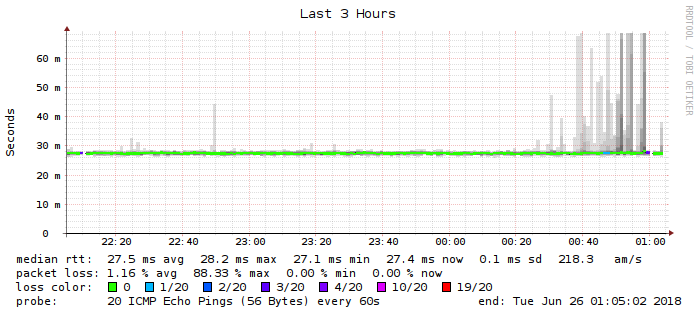 Last 3 Hours
RRDTOOL / TOBI OETIKER
Seconds
60 m
50 m
40 m
30 m
20 m
10 m
0
22:20 22:40 23:00 23:20 23:40 00:00 00:20 00:40 01:00
median rtt: 27.5 ms avg 28.2 ms max 27.1 ms min 27.4 ms now 0.1 ms sd 218.3 am/s
packet loss: 1.16 % avg 88.33 % max 0.00 % min 0.00 % now
loss color: 0 1/20 2/20 3/20 4/20 10/20 19/20
probe: 20 ICMP Echo Pings (56 Bytes) every 60s end: Tue Jun 26 01:05:02 2018